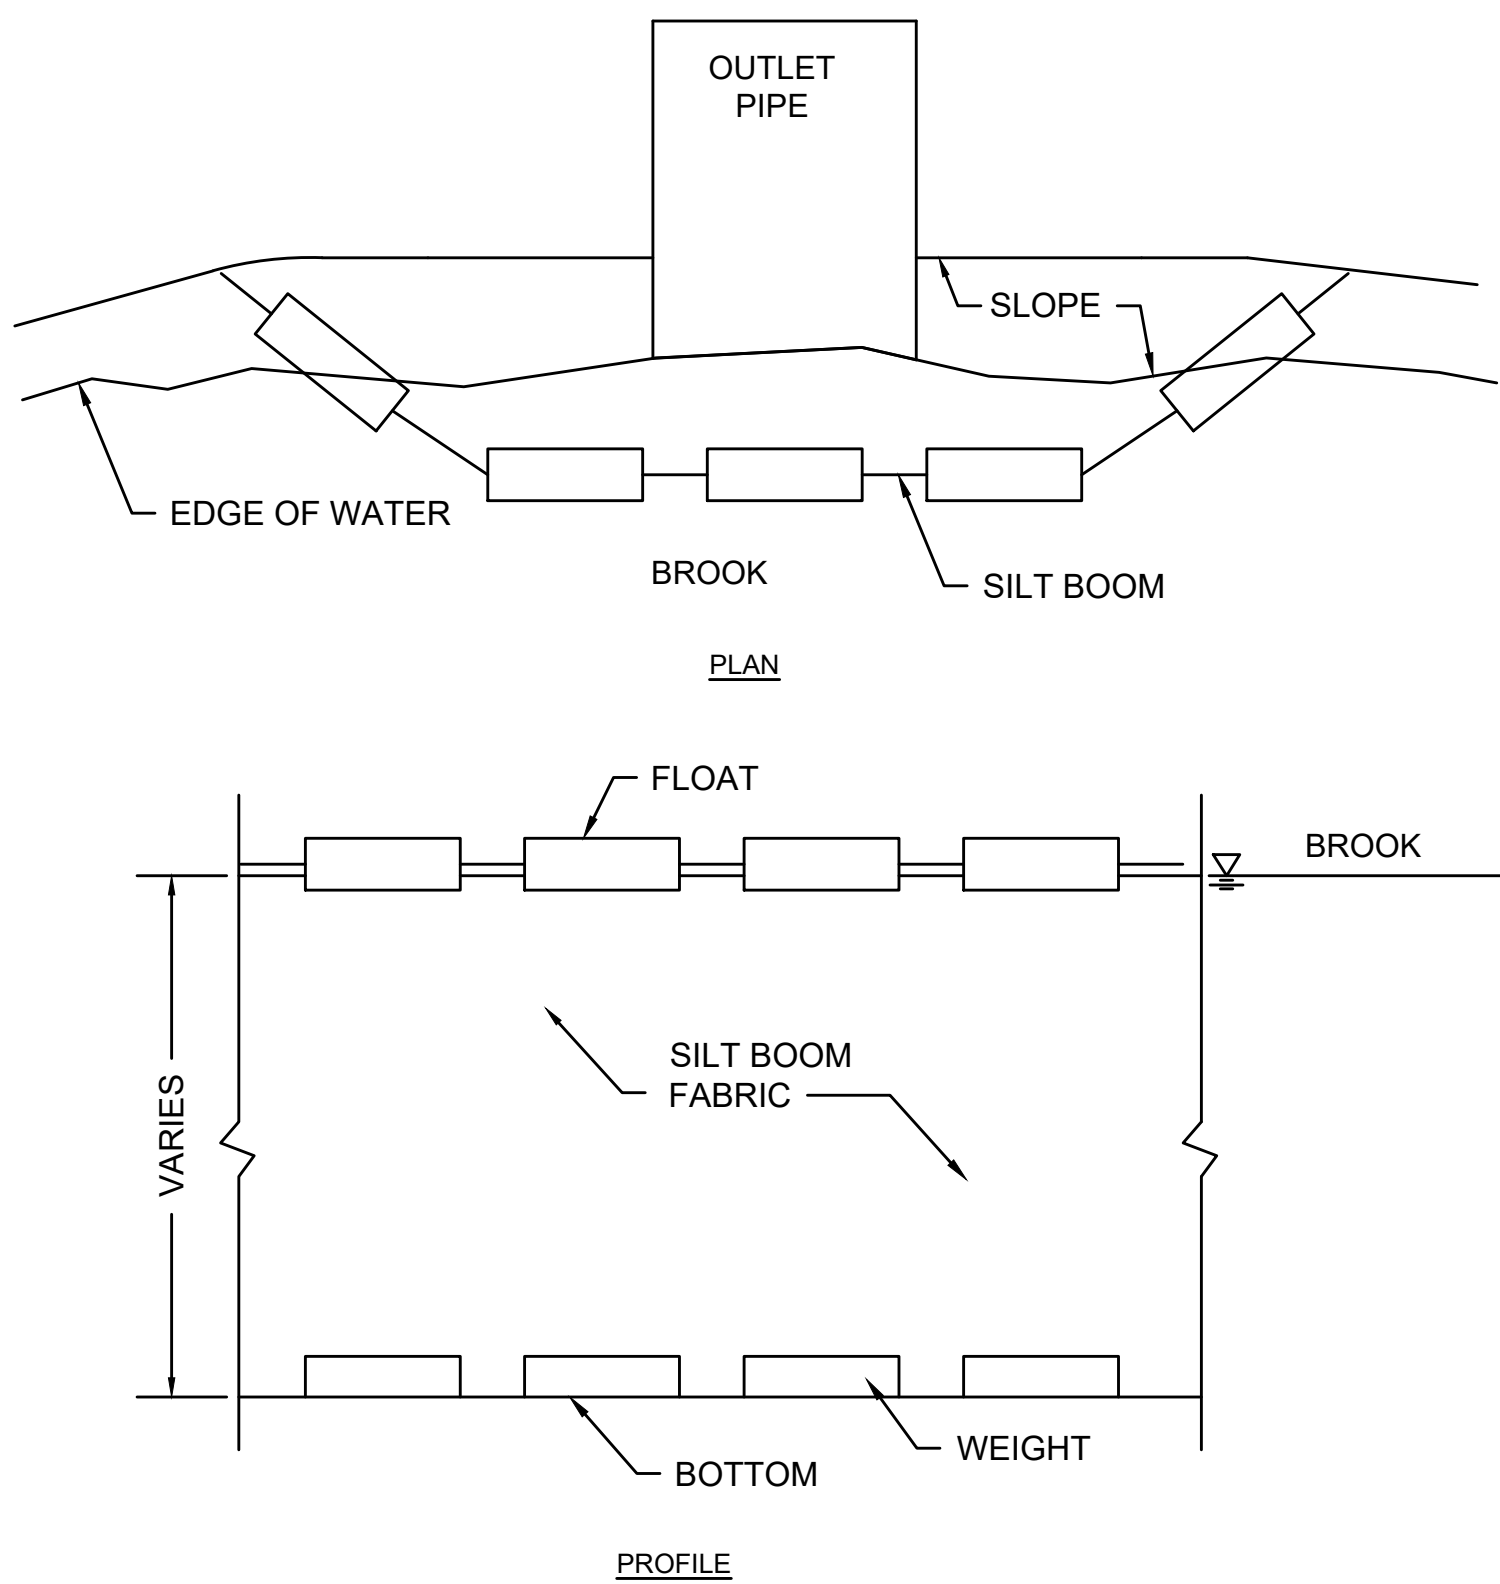 OUTLET
PIPE
SLOPE
EDGE OF WATER
BROOK
SILT BOOM
PLAN
FLOAT
BROOK
SILT BOOM
FABRIC
VARIES
WEIGHT
BOTTOM
PROFILE